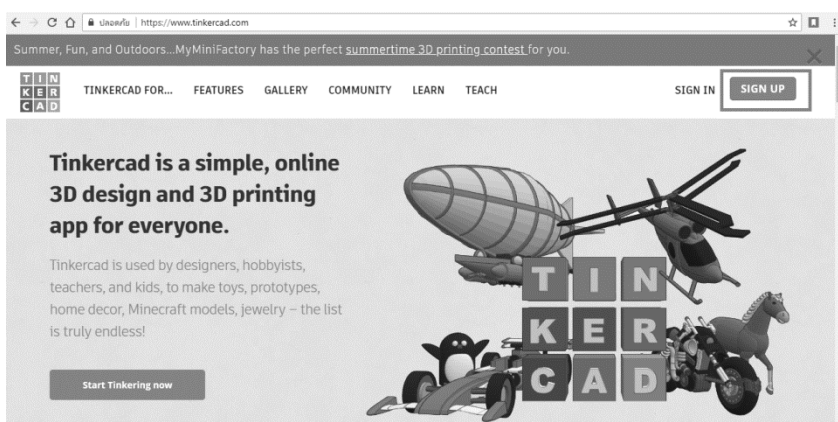 ปลอดภัย | https://www.tinkercad.com
Summer, Fun, and Outdoors...MyMiniFactory has the perfect summertime 3D printing contest for you.
TIN
KER
CAD
TINKERCAD FOR... FEATURES GALLERY COMMUNITY LEARN TEACH SIGN IN SIGN UP
Tinkercad is a simple, online
3D design and 3D printing
app for everyone.
Tinkercad is used by designers, hobbyists,
teachers, and kids, to make toys, prototypes,
home decor, Minecraft models, jewelry – the list
is truly endless!
Start Tinkering now
TIN
KER
CAD